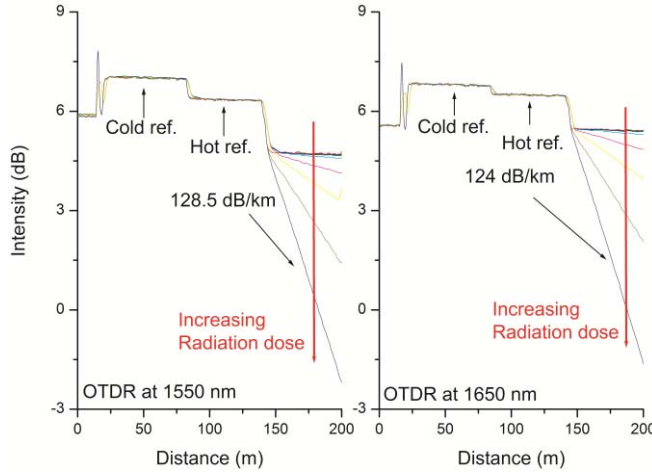 9
6
3
0
-3
Intensity (dB)
Cold ref.
Hot ref.
128.5 dB/km
Increasing
Radiation dose
OTDR at 1550 nm
0 50 100 150 200
Distance (m)
9
6
3
0
-3
Cold ref.
Hot ref.
124 dB/km
Increasing
Radiation dose
OTDR at 1650 nm
0 50 100 150 200
Distance (m)